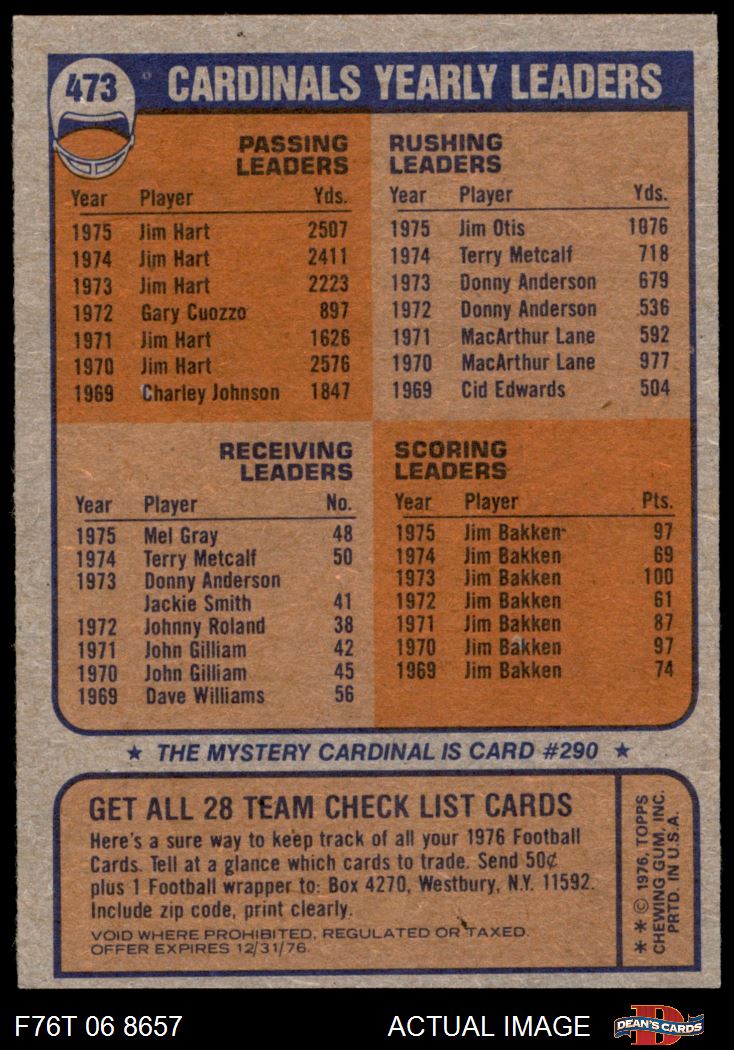 473 CARDINALS YEARLY LEADERS
PASSING
LEADERS
Year Player Yds.
1975 Jim Hart 2507
1974 Jim Hart 2411
1973 Jim Hart 2223
1972 Gary Cuozzo 897
1971 Jim Hart 1626
1970 Jim Hart 2576
1969 Charley Johnson 1847
RUSHING
LEADERS
Year Player Yds.
1975 Jim Otis 1076
1974 Terry Metcalf 718
1973 Donny Anderson 679
1972 Donny Anderson 536
1971 MacArthur Lane 592
1970 MacArthur Lane 977
1969 Cid Edwards 504
RECEIVING
LEADERS
Year Player No.
1975 Mel Gray 48
1974 Terry Metcalf 50
1973 Donny Anderson
Jackie Smith 41
1972 Johnny Roland 38
1971 John Gilliam 42
1970 John Gilliam 45
1969 Dave Williams 56
SCORING
LEADERS
Year Player Pts.
1975 Jim Bakken 97
1974 Jim Bakken 69
1973 Jim Bakken 100
1972 Jim Bakken 61
1971 Jim Bakken 87
1970 Jim Bakken 97
1969 Jim Bakken 74
★ THE MYSTERY CARDINAL IS CARD #290 ★
GET ALL 28 TEAM CHECK LIST CARDS
Here's a sure way to keep track of all your 1976 Football
Cards. Tell at a glance which cards to trade. Send 50¢
plus 1 Football wrapper to: Box 4270, Westbury, N.Y. 11592.
Include zip code, print clearly.
VOID WHERE PROHIBITED, REGULATED OR TAXED.
OFFER EXPIRES 12/31/76.
* * © 1976, TOPPS
CHEWING GUM, INC.
PRTD. IN U.S.A.
F76T 06 8657 ACTUAL IMAGE
D
DEAN'S CARDS